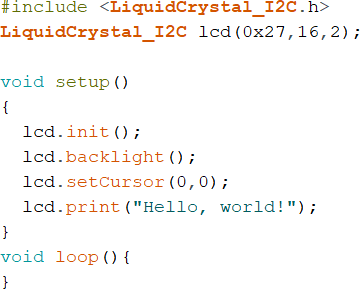 #include <LiquidCrystal_I2C.h>
LiquidCrystal_I2C lcd(0x27,16,2);
void setup()
{
  lcd.init();
  lcd.backlight();
  lcd.setCursor(0,0);
  lcd.print("Hello, world!");
}
void loop(){
}